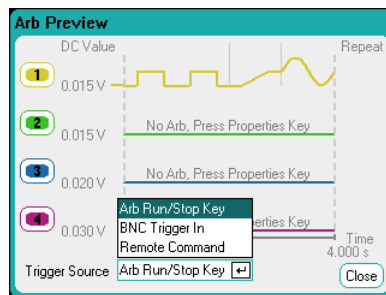 Arb Preview
DC Value
Repeat
1
0.015 V
2
No Arb, Press Properties Key
0.015 V
3
No Arb, Press Properties Key
0.020 V
4
erties Key
0.030 V
Arb Run/Stop Key
BNC Trigger In
Remote Command
Time
4.000 s
Trigger Source
Arb Run/Stop Key
Close